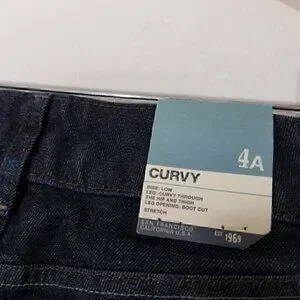 4A
CURVY
RISE: LOW
LEG: CURVY THROUGH
THE HIP AND THIGH
LEG OPENING: BOOT CUT
STRETCH
SAN FRANCISCO
CALIFORNIA U.S.A.
EST 1969